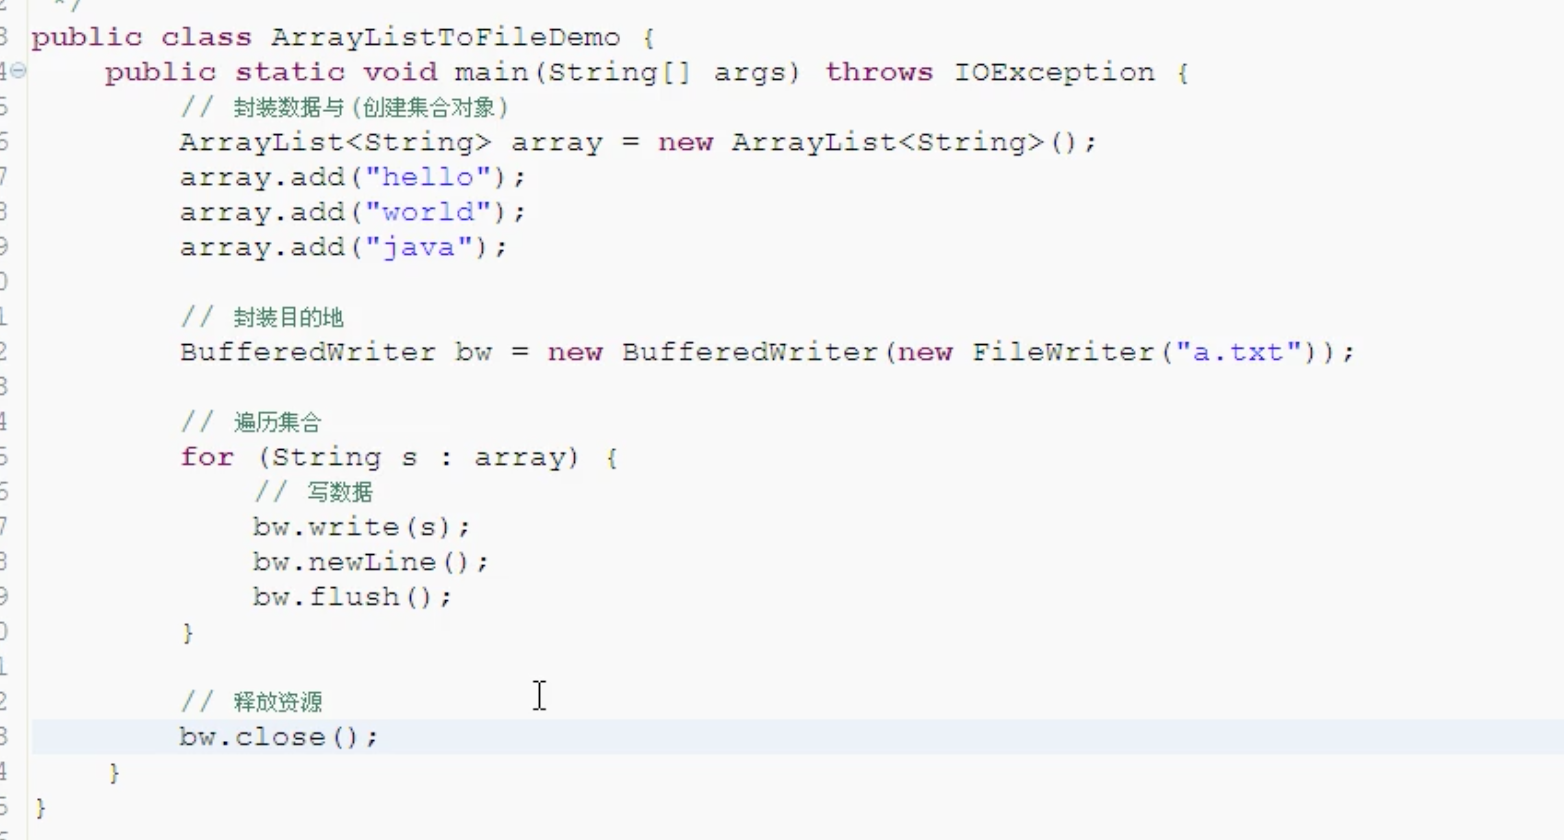 */
public class ArrayListToFileDemo {
public static void main(String[] args) throws IOException {
// 封装数据与(创建集合对象)
ArrayList<String> array = new ArrayList<String>();
array.add("hello");
array.add("world");
array.add("java");
// 封装目的地
BufferedWriter bw = new BufferedWriter(new FileWriter("a.txt"));
// 遍历集合
for (String s : array) {
// 写数据
bw.write(s);
bw.newLine();
bw.flush();
}
// 释放资源
bw.close();
}
}